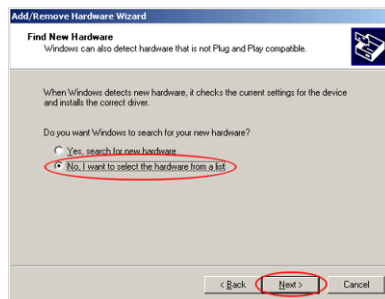 Add/Remove Hardware Wizard
Find New Hardware
Windows can also detect hardware that is not Plug and Play compatible.
When Windows detects new hardware, it checks the current settings for the device
and installs the correct driver.
Do you want Windows to search for your new hardware?
Yes, search for new hardware
No, I want to select the hardware from a list
< Back
Next >
Cancel